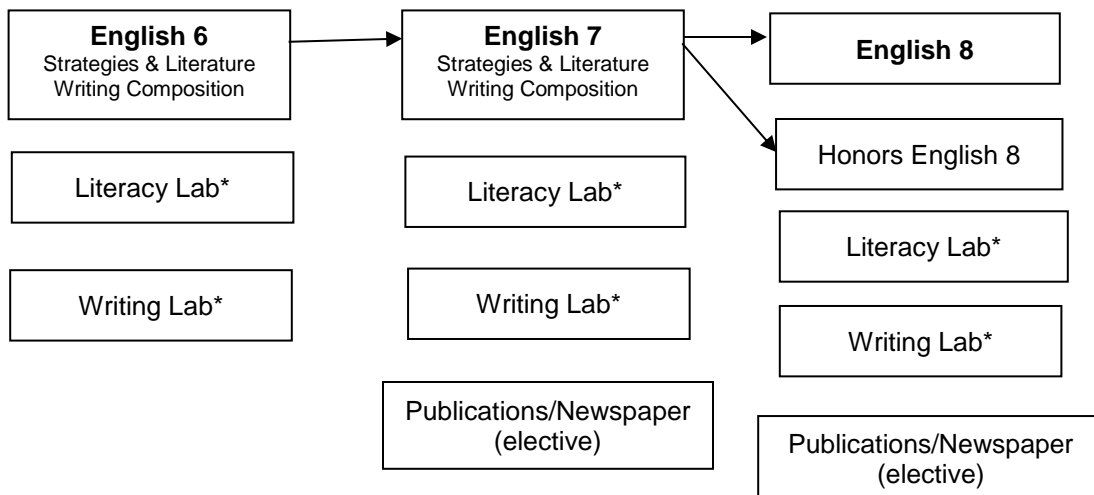 English 6
Strategies & Literature
Writing Composition
Literacy Lab*
Writing Lab*
English 7
Strategies & Literature
Writing Composition
Literacy Lab*
Writing Lab*
Publications/Newspaper
(elective)
English 8
Honors English 8
Literacy Lab*
Writing Lab*
Publications/Newspaper
(elective)